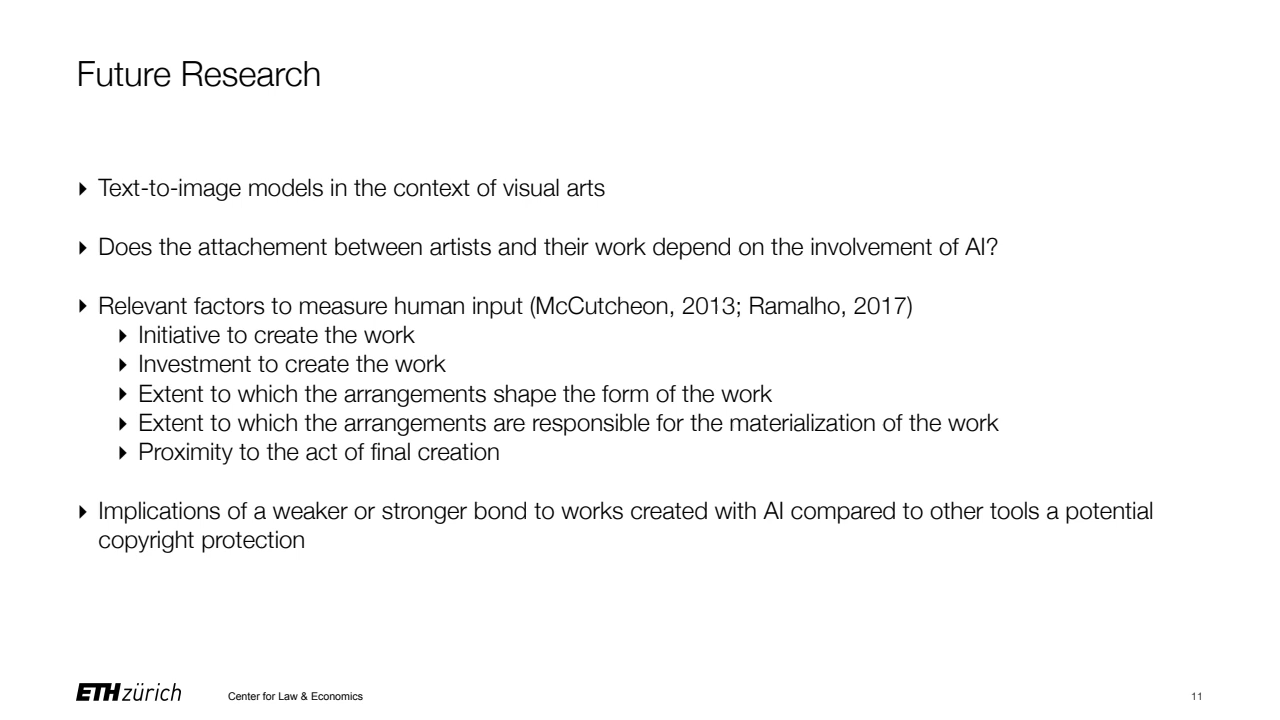 Future Research
Text-to-image models in the context of visual arts
Does the attachement between artists and their work depend on the involvement of AI?
Relevant factors to measure human input (McCutcheon, 2013; Ramalho, 2017)
Initiative to create the work
Investment to create the work
Extent to which the arrangements shape the form of the work
Extent to which the arrangements are responsible for the materialization of the work
Proximity to the act of final creation
Implications of a weaker or stronger bond to works created with AI compared to other tools a potential
copyright protection
ETH zürich
Center for Law & Economics
11